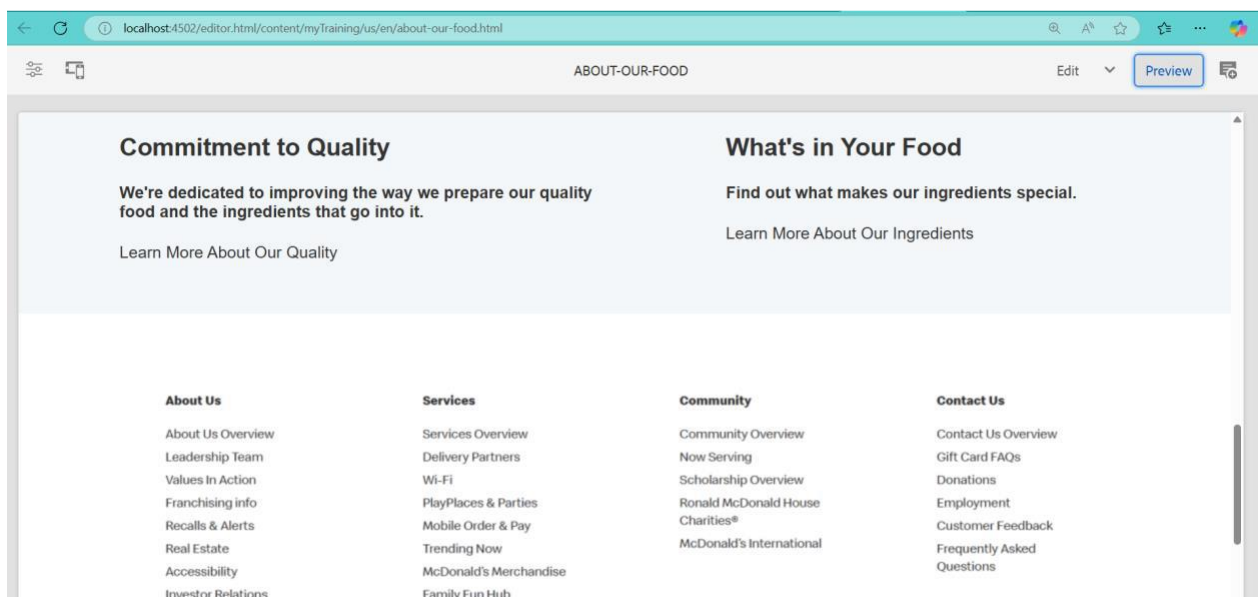 localhost:4502/editor.html/content/myTraining/us/en/about-our-food.html
ABOUT-OUR-FOOD
Edit
Preview
Commitment to Quality
We're dedicated to improving the way we prepare our quality
food and the ingredients that go into it.
Learn More About Our Quality
What's in Your Food
Find out what makes our ingredients special.
Learn More About Our Ingredients
About Us
About Us Overview
Leadership Team
Values In Action
Franchising info
Recalls & Alerts
Real Estate
Accessibility
Investor Relations
Services
Services Overview
Delivery Partners
Wi-Fi
PlayPlaces & Parties
Mobile Order & Pay
Trending Now
McDonald's Merchandise
Family Fun Hub
Community
Community Overview
Now Serving
Scholarship Overview
Ronald McDonald House
Charities®
McDonald's International
Contact Us
Contact Us Overview
Gift Card FAQs
Donations
Employment
Customer Feedback
Frequently Asked
Questions